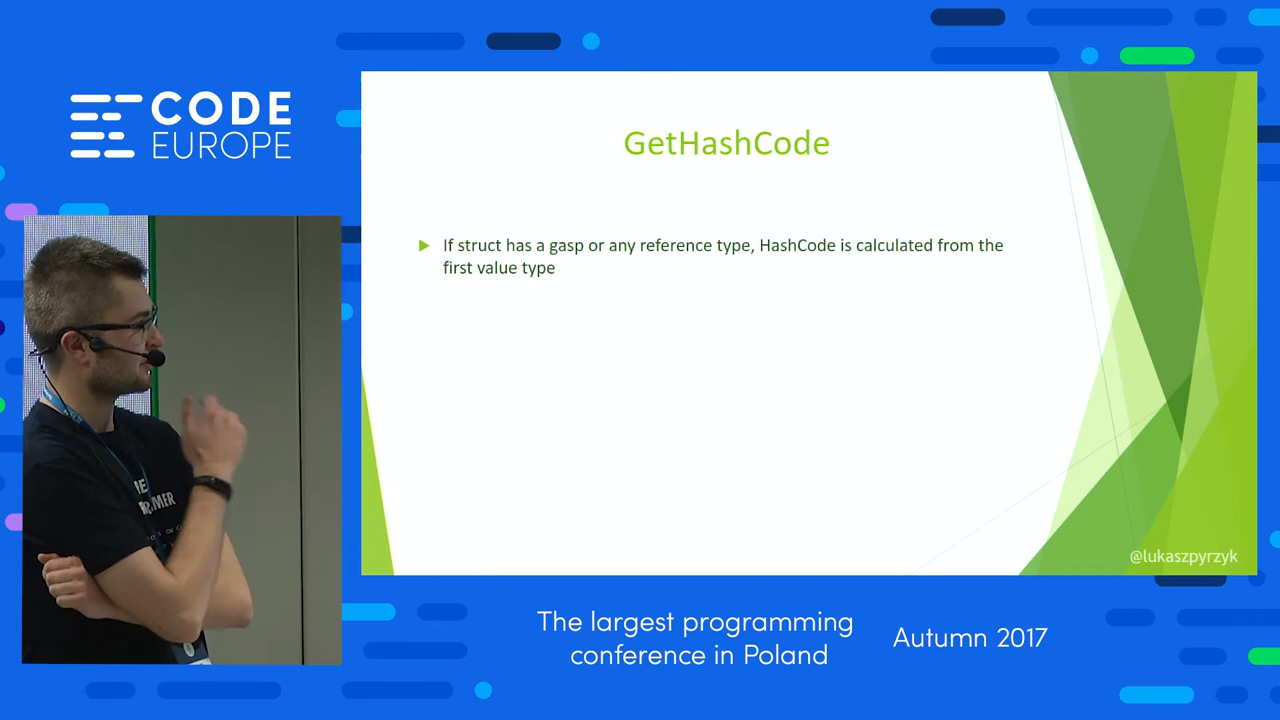 CODE
EUROPE
GetHashCode
If struct has a gasp or any reference type, HashCode is calculated from the
first value type
@lukaszpyrzyk
The largest programming
conference in Poland
Autumn 2017